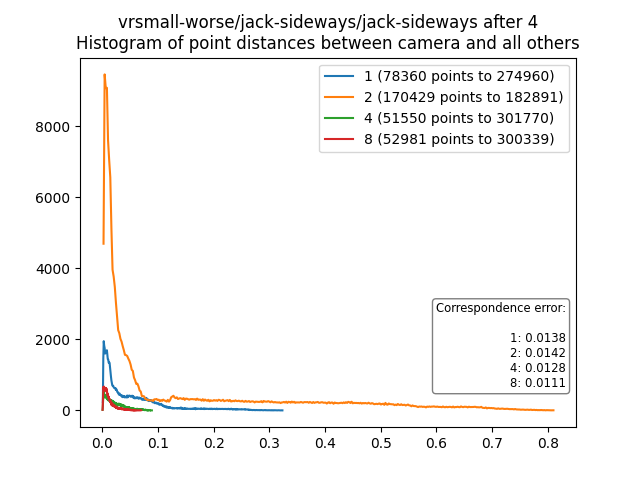 vrsmall-worse/jack-sideways/jack-sideways after 4
Histogram of point distances between camera and all others
1 (78360 points to 274960)
2 (170429 points to 182891)
4 (51550 points to 301770)
8 (52981 points to 300339)
8000
6000
4000
2000
0
Correspondence error:
1: 0.0138
2: 0.0142
4: 0.0128
8: 0.0111
0.0 0.1 0.2 0.3 0.4 0.5 0.6 0.7 0.8